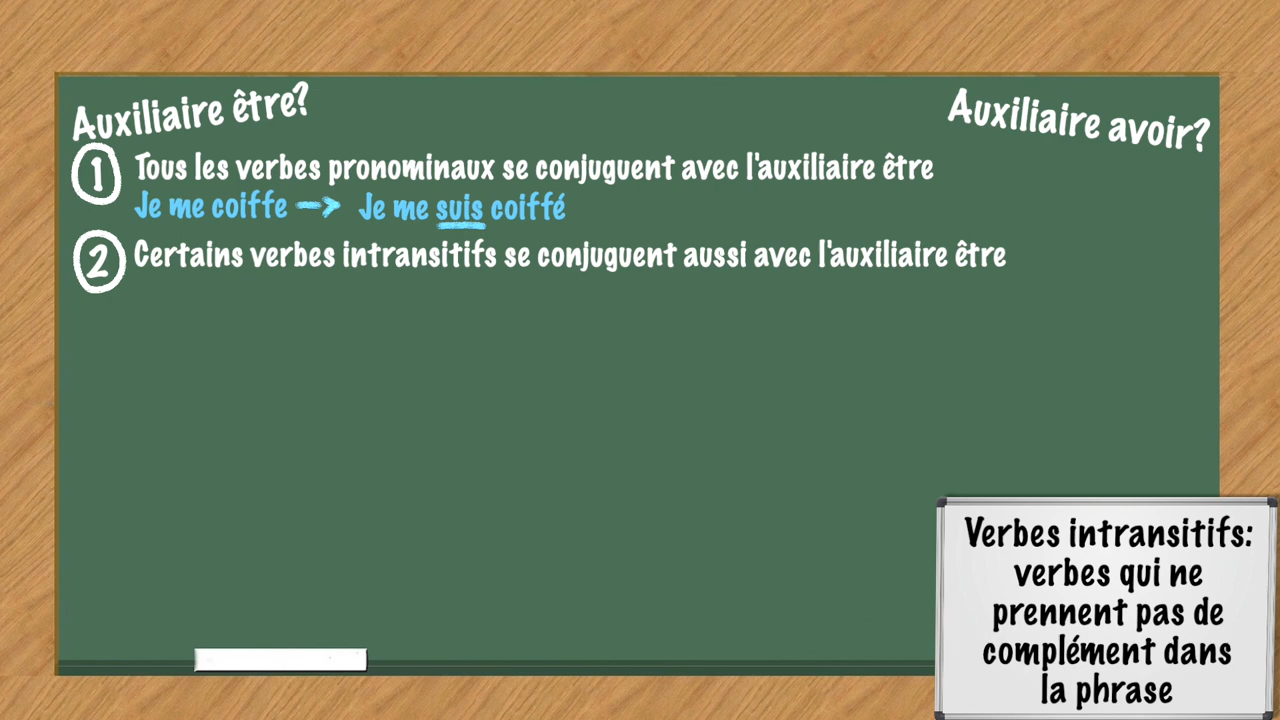 Auxiliaire être?
Auxiliaire avoir?
1 Tous les verbes pronominaux se conjuguent avec l'auxiliaire être
Je me coiffe → Je me suis coiffé
2 Certains verbes intransitifs se conjuguent aussi avec l'auxiliaire être
Verbes intransitifs:
verbes qui ne
prennent pas de
complément dans
la phrase